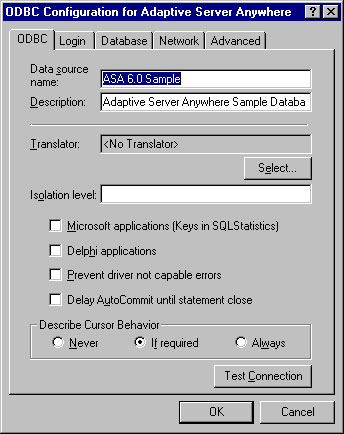 ODBC Configuration for Adaptive Server Anywhere
ODBC Login Database Network Advanced
Data source name: ASA 6.0 Sample
Description: Adaptive Server Anywhere Sample Databa
Translator: <No Translator>
Select...
Isolation level:
Microsoft applications (Keys in SQLStatistics)
Delphi applications
Prevent driver not capable errors
Delay AutoCommit until statement close
Describe Cursor Behavior
Never If required Always
Test Connection
OK Cancel